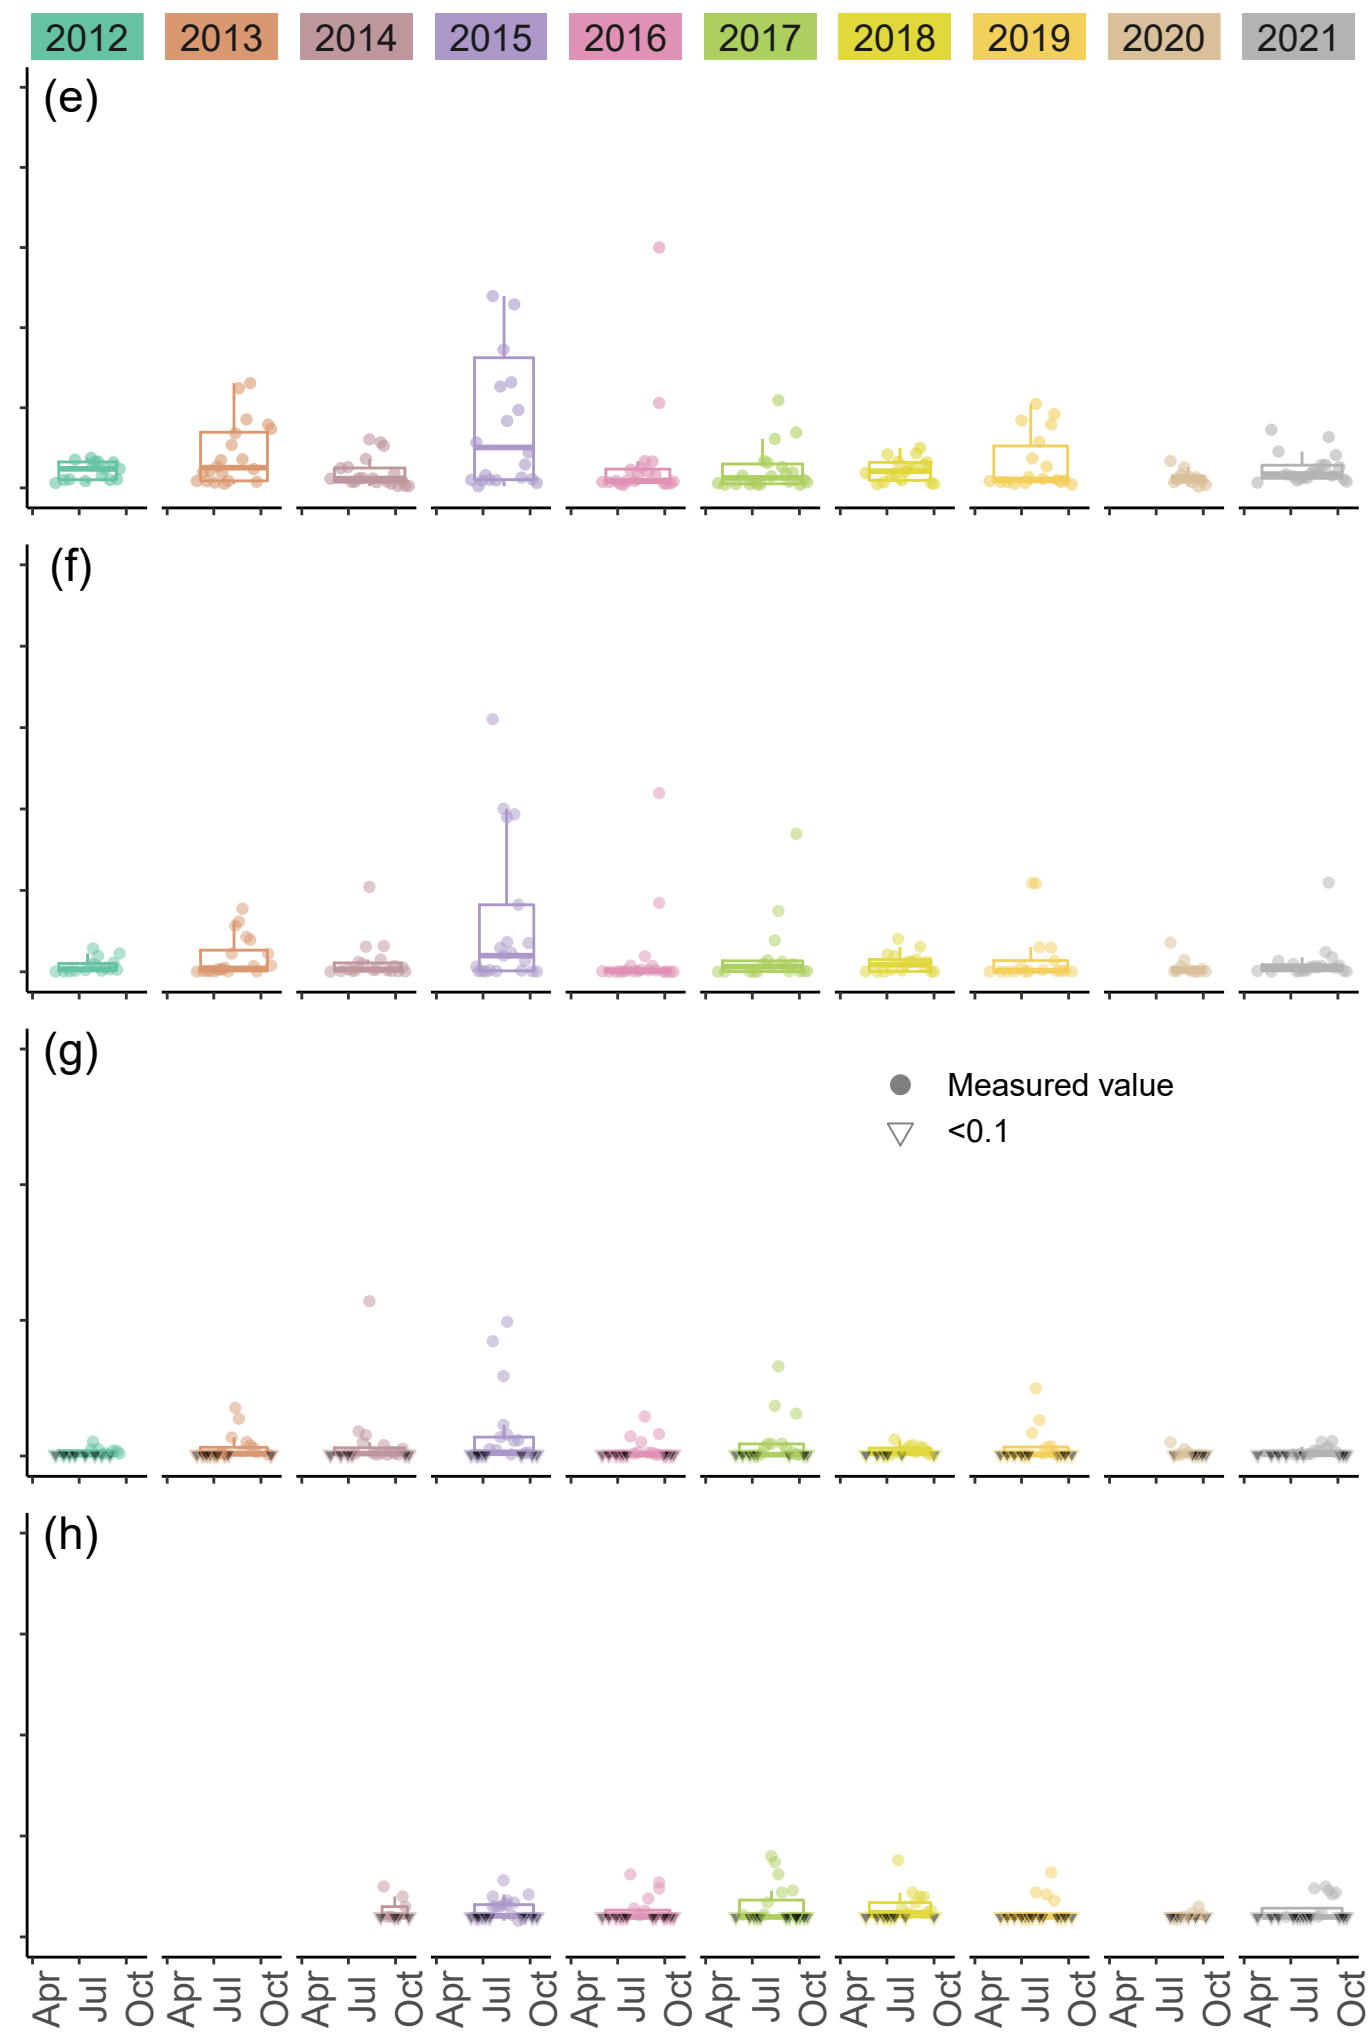 2012 2013 2014 2015 2016 2017 2018 2019 2020 2021
(e)
(f)
(g)
Measured value
<0.1
(h)
Apr Jul Oct Apr Jul Oct Apr Jul Oct Apr Jul Oct Apr Jul Oct Apr Jul Oct Apr Jul Oct Apr Jul Oct Apr Jul Oct Apr Jul Oct